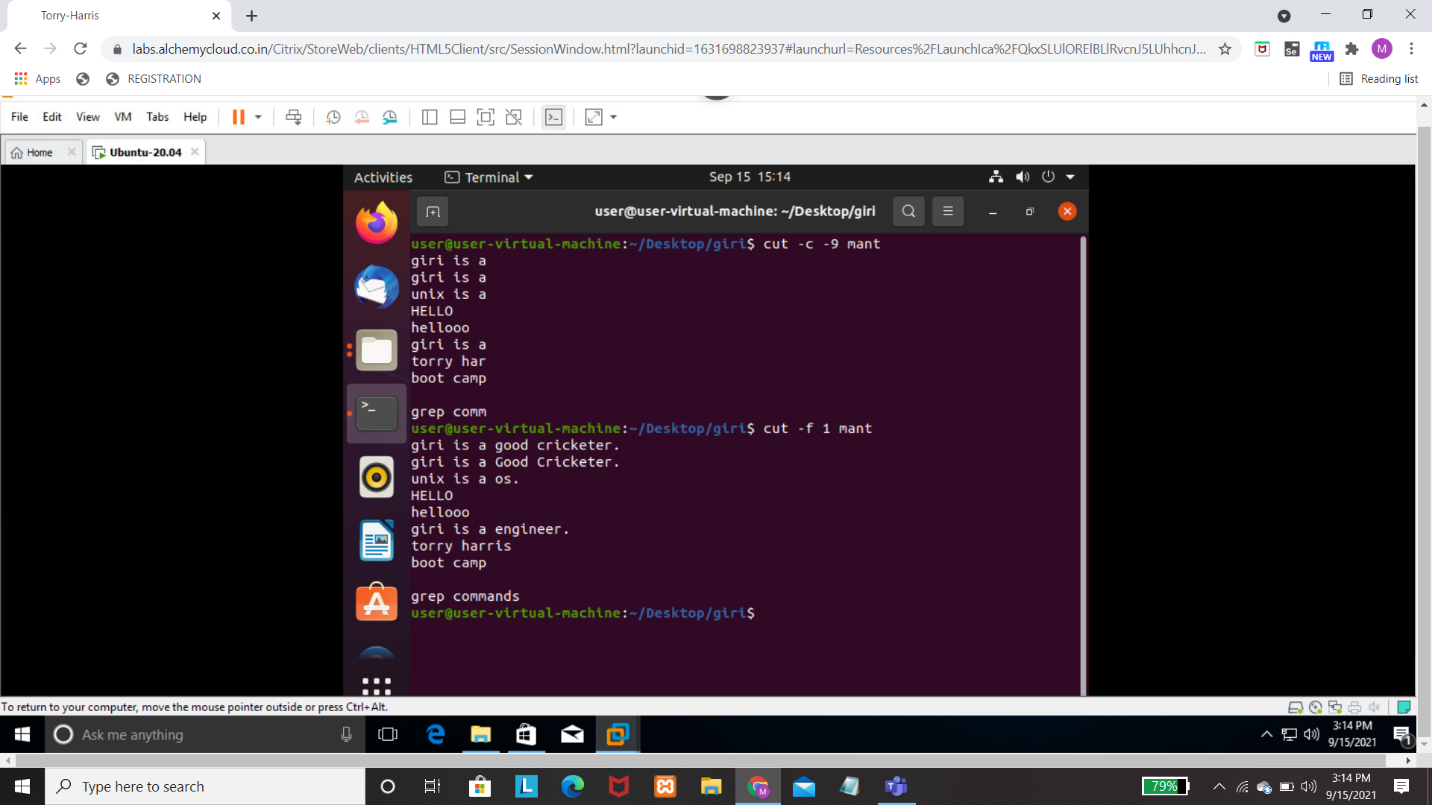 Torry-Harris
labs.alchemycloud.co.in/Citrix/StoreWeb/clients/HTML5Client/src/SessionWindow.html?launchid=1631698823937#launchurl=Resources%2FLaunchIca%2FQkxSLUlORElBLlRvcnJ5LUhhcnJ...
Se
NEW
M
Apps REGISTRATION Reading list
File Edit View VM Tabs Help
Home Ubuntu-20.04
Activities Terminal Sep 15 15:14
user@user-virtual-machine: ~/Desktop/giri
user@user-virtual-machine:~/Desktop/giri$ cut -c -9 mant
giri is a
giri is a
unix is a
HELLO
hellooo
giri is a
torry har
boot camp
grep comm
user@user-virtual-machine:~/Desktop/giri$ cut -f 1 mant
giri is a good cricketer.
giri is a Good Cricketer.
unix is a os.
HELLO
hellooo
giri is a engineer.
torry harris
boot camp
grep commands
user@user-virtual-machine:~/Desktop/giri$
To return to your computer, move the mouse pointer outside or press Ctrl+Alt.
Ask me anything
3:14 PM
9/15/2021
1
Type here to search
L
79%
3:14 PM
9/15/2021